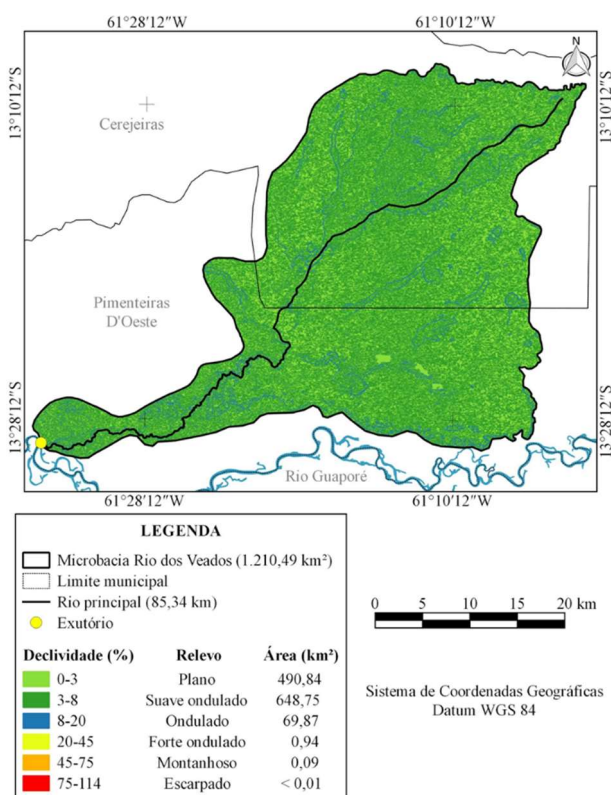 61°28'12"W 61°10'12"W
N
13°10'12"S 13°10'12"S
Cerejeiras
Pimenteiras
D'Oeste
13°28'12"S 13°28'12"S
Rio Guaporé
61°28'12"W 61°10'12"W
LEGENDA
Microbacia Rio dos Veados (1.210,49 km²)
Limite municipal
Rio principal (85,34 km)
Exutório
Declividade (%) Relevo Área (km²)
0-3 Plano 490,84
3-8 Suave ondulado 648,75
8-20 Ondulado 69,87
20-45 Forte ondulado 0,94
45-75 Montanhoso 0,09
75-114 Escarpado < 0,01
0 5 10 15 20 km
Sistema de Coordenadas Geográficas
Datum WGS 84